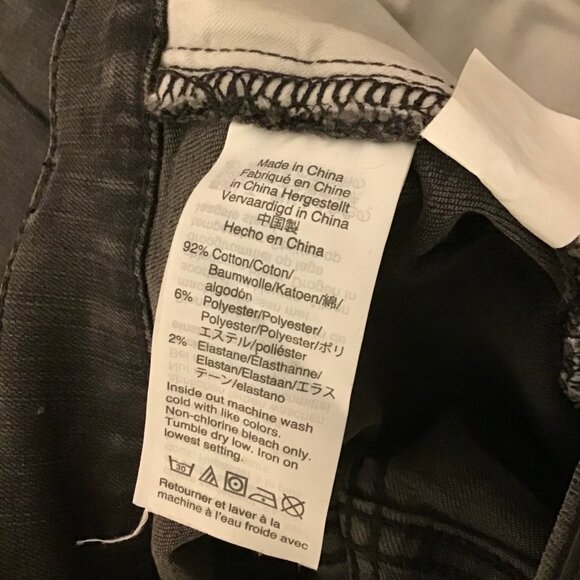 Made in China
Fabriqué en Chine
in China Hergestellt
Vervaardigd in China
中国製
Hecho en China
92% Cotton/Coton/
Baumwolle/Katoen/綿/
algodón
6% Polyester/Polyester/
Polyester/Polyester/ポリ
エステル/poliéster
2% Elastane/Élasthanne/
Elastan/Elastaan/エラス
テーン/elastano
Inside out machine wash
cold with like colors.
Non-chlorine bleach only.
Tumble dry low. Iron on
lowest setting.
30
Retourner et laver à la
machine à l'eau froide avec